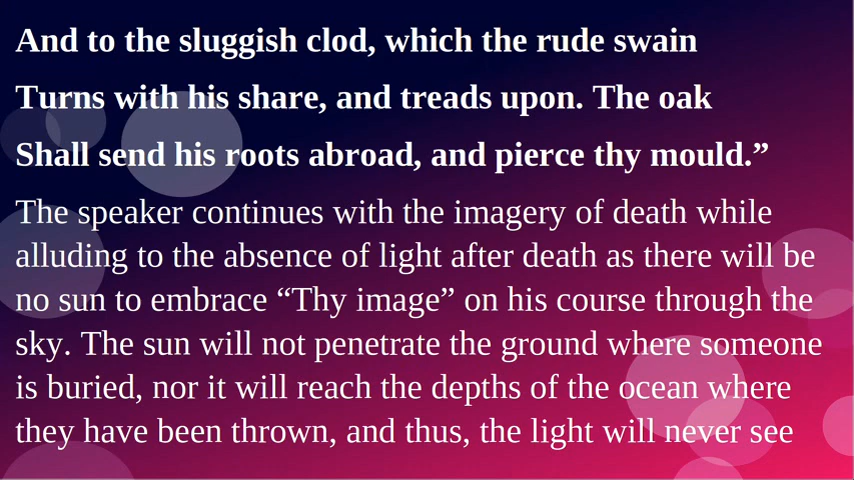 And to the sluggish clod, which the rude swain
Turns with his share, and treads upon. The oak
Shall send his roots abroad, and pierce thy mould.”
The speaker continues with the imagery of death while
alluding to the absence of light after death as there will be
no sun to embrace “Thy image” on his course through the
sky. The sun will not penetrate the ground where someone
is buried, nor it will reach the depths of the ocean where
they have been thrown, and thus, the light will never see